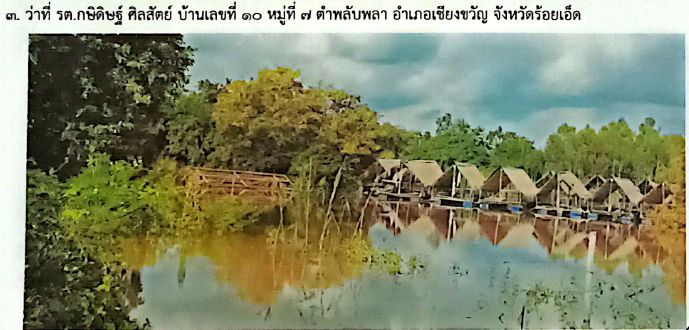 ๓. ว่าที่ รต.กษิดิษฐ์ ศิลสัตย์ บ้านเลขที่ ๑๐ หมู่ที่ ๗ ตำพลับพลา อำเภอเชียงขวัญ จังหวัดร้อยเอ็ด